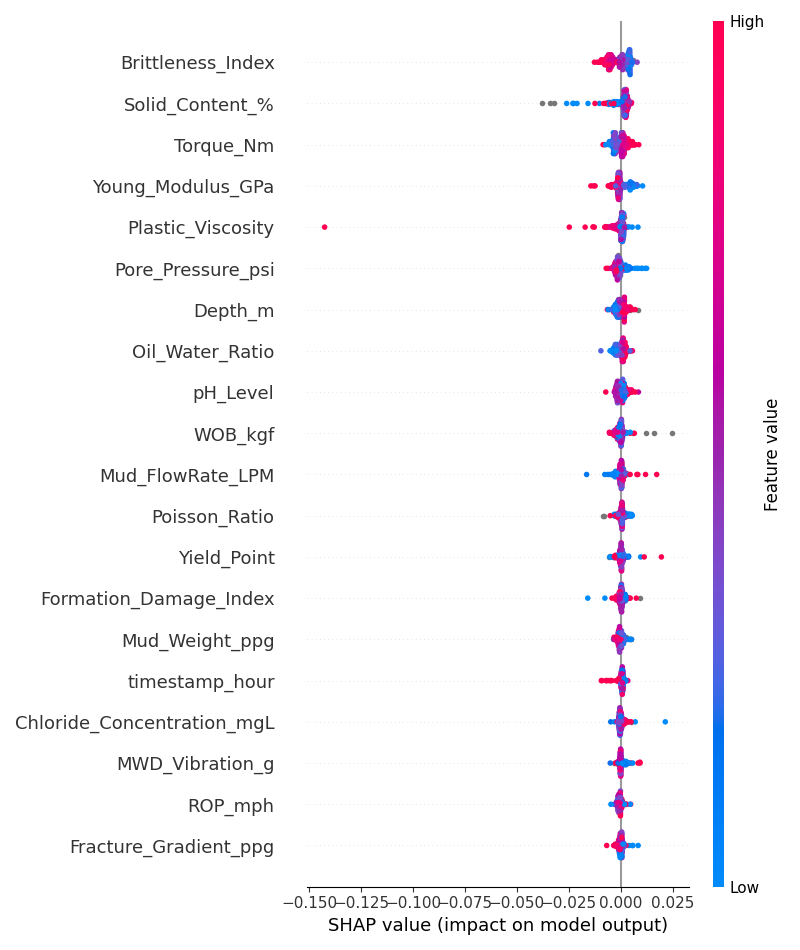 High
Brittleness_Index
Solid_Content_%
Torque_Nm
Young_Modulus_GPa
Plastic_Viscosity
Pore_Pressure_psi
Depth_m
Oil_Water_Ratio
pH_Level
WOB_kgf
Mud_FlowRate_LPM
Poisson_Ratio
Yield_Point
Formation_Damage_Index
Mud_Weight_ppg
timestamp_hour
Chloride_Concentration_mgL
MWD_Vibration_g
ROP_mph
Fracture_Gradient_ppg
Feature value
Low
−0.150 −0.125 −0.100 −0.075 −0.050 −0.025 0.000 0.025
SHAP value (impact on model output)